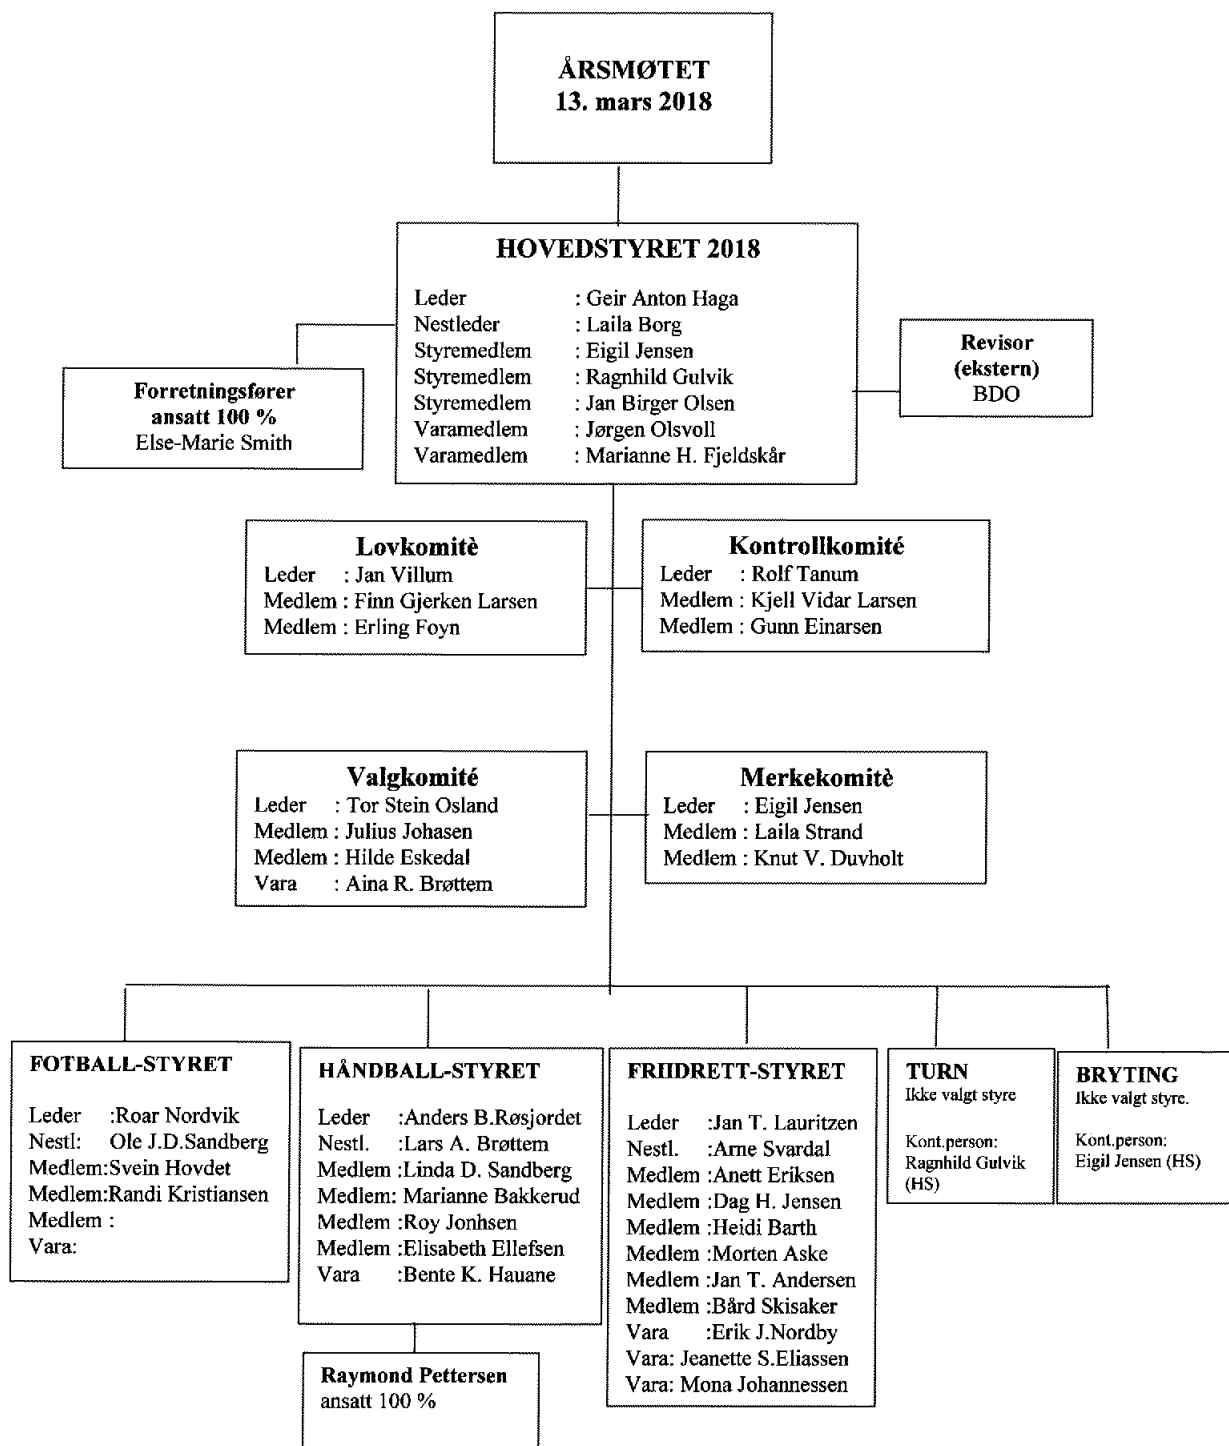 ÅRSMØTET
13. mars 2018
HOVEDSTYRET 2018
Leder : Geir Anton Haga
Nestleder : Laila Borg
Styremedlem : Eigil Jensen
Styremedlem : Ragnhild Gulvik
Styremedlem : Jan Birger Olsen
Varamedlem : Jørgen Olsvoll
Varamedlem : Marianne H. Fjeldskår
Forretningsfører
ansatt 100 %
Else-Marie Smith
Revisor
(ekstern)
BDO
Lovkomitè
Leder : Jan Villum
Medlem : Finn Gjerken Larsen
Medlem : Erling Foyn
Kontrollkomité
Leder : Rolf Tanum
Medlem : Kjell Vidar Larsen
Medlem : Gunn Einarsen
Valgkomité
Leder : Tor Stein Osland
Medlem : Julius Johasen
Medlem : Hilde Eskedal
Vara : Aina R. Brøttem
Merkekomitè
Leder : Eigil Jensen
Medlem : Laila Strand
Medlem : Knut V. Duvholt
FOTBALL-STYRET
Leder :Roar Nordvik
Nestl: Ole J.D.Sandberg
Medlem:Svein Hovdet
Medlem:Randi Kristiansen
Medlem :
Vara:
HÅNDBALL-STYRET
Leder :Anders B.Røsjordet
Nestl. :Lars A. Brøttem
Medlem :Linda D. Sandberg
Medlem: Marianne Bakkerud
Medlem :Roy Jonhsen
Medlem :Elisabeth Ellefsen
Vara :Bente K. Hauane
Raymond Pettersen
ansatt 100 %
FRIIDRETT-STYRET
Leder :Jan T. Lauritzen
Nestl. :Arne Svardal
Medlem :Anett Eriksen
Medlem :Dag H. Jensen
Medlem :Heidi Barth
Medlem :Morten Aske
Medlem :Jan T. Andersen
Medlem :Bård Skisaker
Vara :Erik J.Nordby
Vara: Jeanette S.Eliassen
Vara: Mona Johannessen
TURN
Ikke valgt styre
Kont.person:
Ragnhild Gulvik
(HS)
BRYTING
Ikke valgt styre.
Kont.person:
Eigil Jensen (HS)